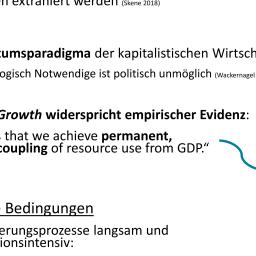 n extrahiert werden (Skene 2018)
tumsparadigma der kapitalistischen Wirtsch
ogisch Notwendige ist politisch unmöglich (Wackernagel
Growth widerspricht empirischer Evidenz:
s that we achieve permanent,
coupling of resource use from GDP.“
e Bedingungen
erungsprozesse langsam und
ionsintensiv: